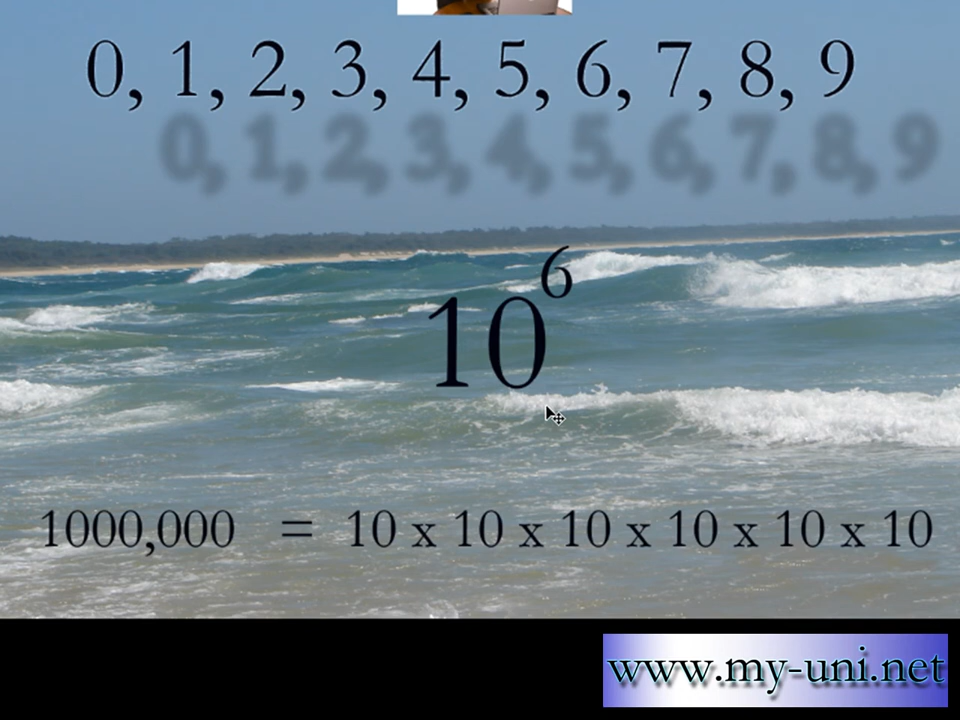 0, 1, 2, 3, 4, 5, 6, 7, 8, 9
0, 1, 2, 3, 4, 5, 6, 7, 8, 9
10⁶
1000,000 = 10 x 10 x 10 x 10 x 10 x 10
www.my-uni.net